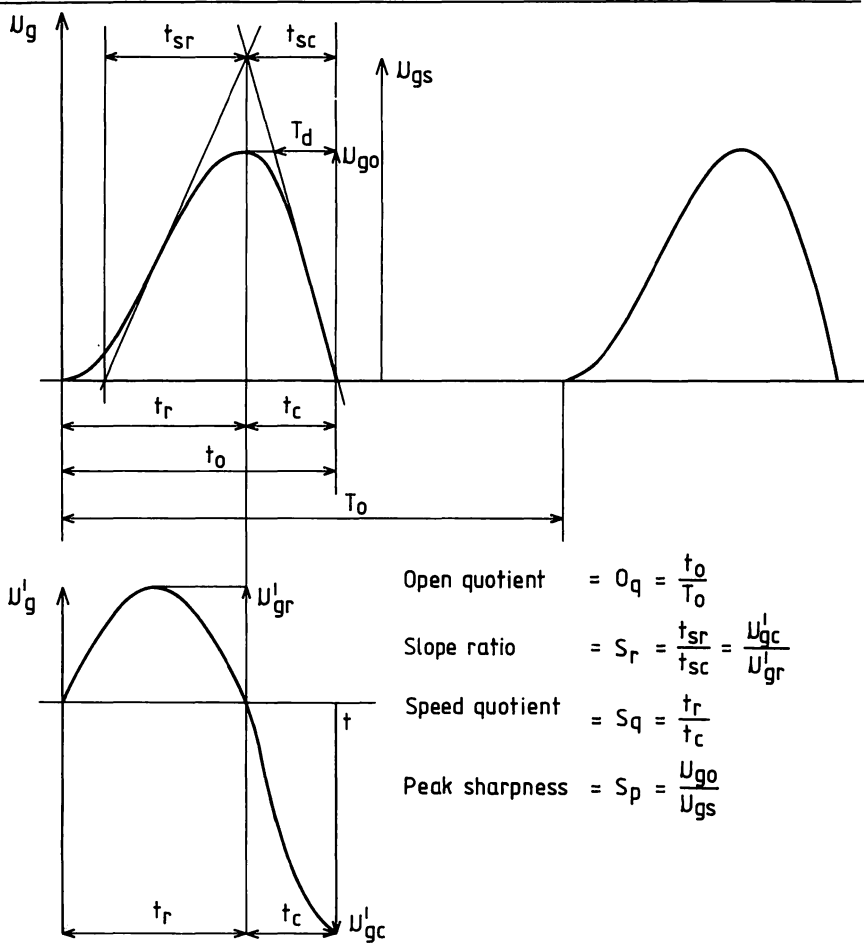 Ug
tsr
tsc
Ugs
Td
Ugo
tr
tc
to
To
U'g
U'gr
Open quotient = Oq = to / To
Slope ratio = Sr = tsr / tsc = U'gc / U'gr
t
Speed quotient = Sq = tr / tc
Peak sharpness = Sp = Ugo / Ugs
tr
tc
U'gc